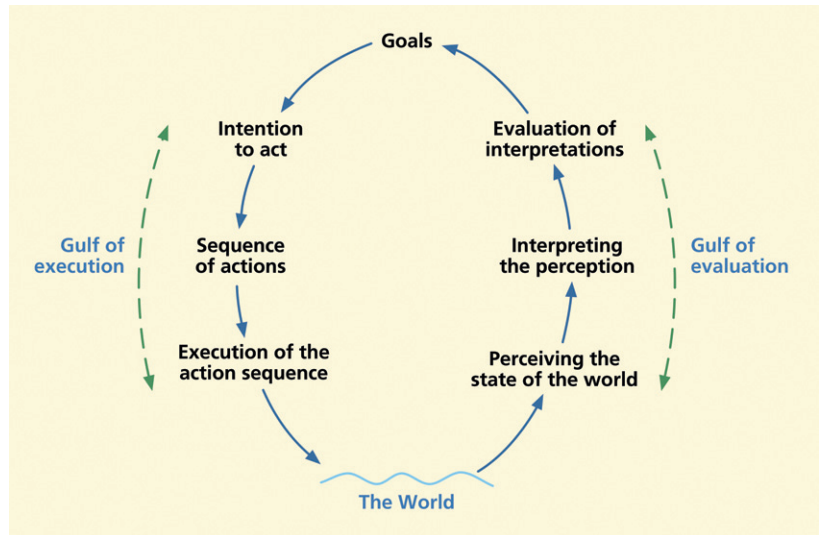 Goals
Intention
to act
Evaluation of
interpretations
Gulf of
execution
Sequence
of actions
Interpreting
the perception
Gulf of
evaluation
Execution of the
action sequence
Perceiving the
state of the world
The World